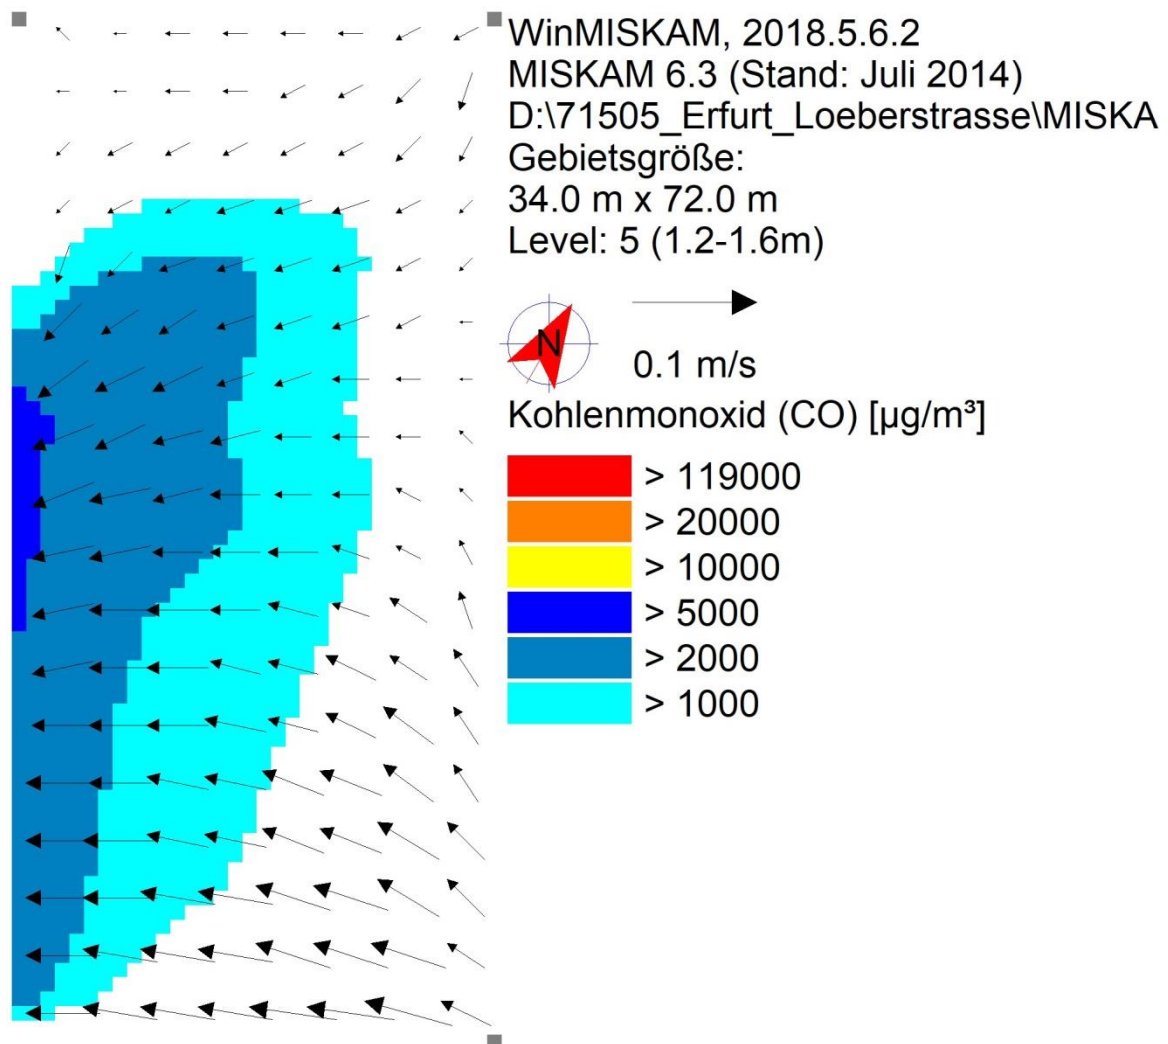 WinMISKAM, 2018.5.6.2
MISKAM 6.3 (Stand: Juli 2014)
D:\71505_Erfurt_Loeberstrasse\MISKA
Gebietsgröße:
34.0 m x 72.0 m
Level: 5 (1.2-1.6m)
N
0.1 m/s
Kohlenmonoxid (CO) [µg/m³]
> 119000
> 20000
> 10000
> 5000
> 2000
> 1000